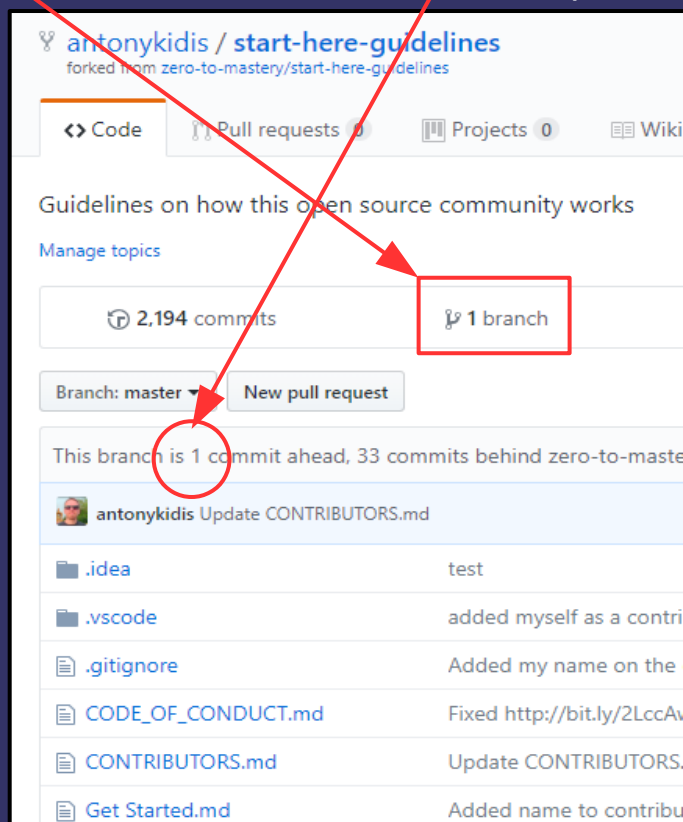 antonykidis / start-here-guidelines
forked from zero-to-mastery/start-here-guidelines
<> Code Pull requests 0 Projects 0 Wiki
Guidelines on how this open source community works
Manage topics
2,194 commits 1 branch
Branch: master New pull request
This branch is 1 commit ahead, 33 commits behind zero-to-maste
antonykidis Update CONTRIBUTORS.md
.idea test
.vscode added myself as a contri
.gitignore Added my name on the
CODE_OF_CONDUCT.md Fixed http://bit.ly/2LccAv
CONTRIBUTORS.md Update CONTRIBUTORS.
Get Started.md Added name to contribu